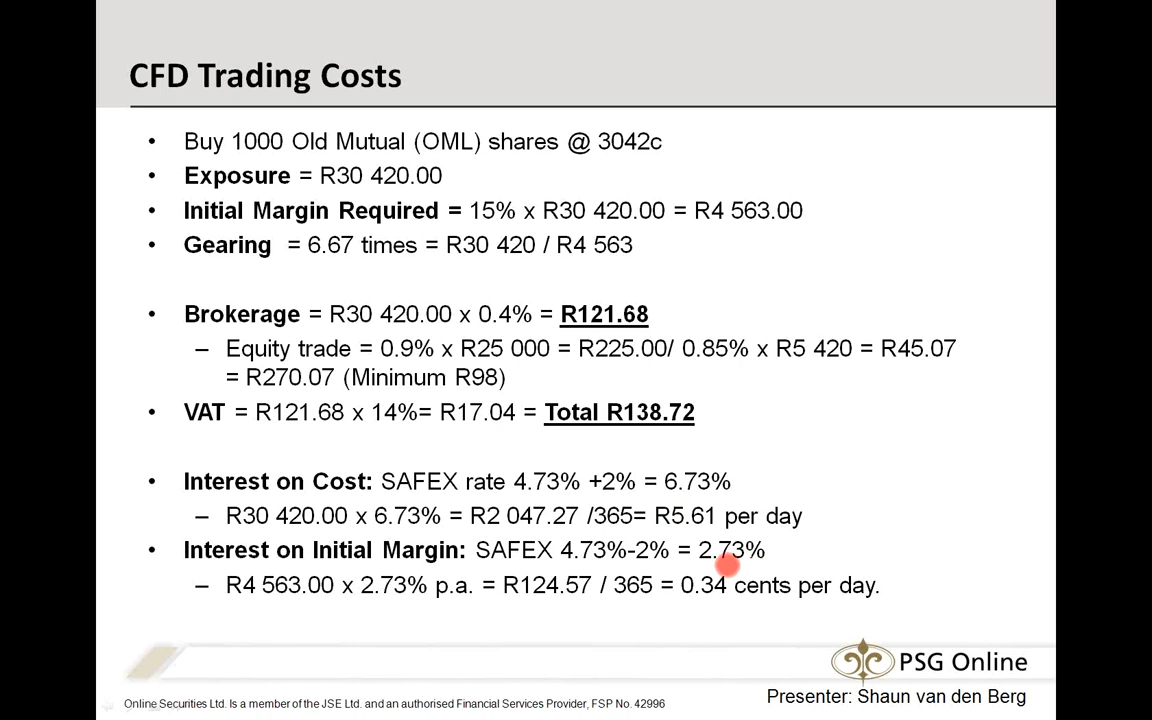 CFD Trading Costs
• Buy 1000 Old Mutual (OML) shares @ 3042c
• Exposure = R30 420.00
• Initial Margin Required = 15% x R30 420.00 = R4 563.00
• Gearing = 6.67 times = R30 420 / R4 563
• Brokerage = R30 420.00 x 0.4% = R121.68
– Equity trade = 0.9% x R25 000 = R225.00/ 0.85% x R5 420 = R45.07
= R270.07 (Minimum R98)
• VAT = R121.68 x 14%= R17.04 = Total R138.72
• Interest on Cost: SAFEX rate 4.73% +2% = 6.73%
– R30 420.00 x 6.73% = R2 047.27 /365= R5.61 per day
• Interest on Initial Margin: SAFEX 4.73%-2% = 2.73%
– R4 563.00 x 2.73% p.a. = R124.57 / 365 = 0.34 cents per day.
PSG Online
Presenter: Shaun van den Berg
Online Securities Ltd. Is a member of the JSE Ltd. and an authorised Financial Services Provider, FSP No. 42996